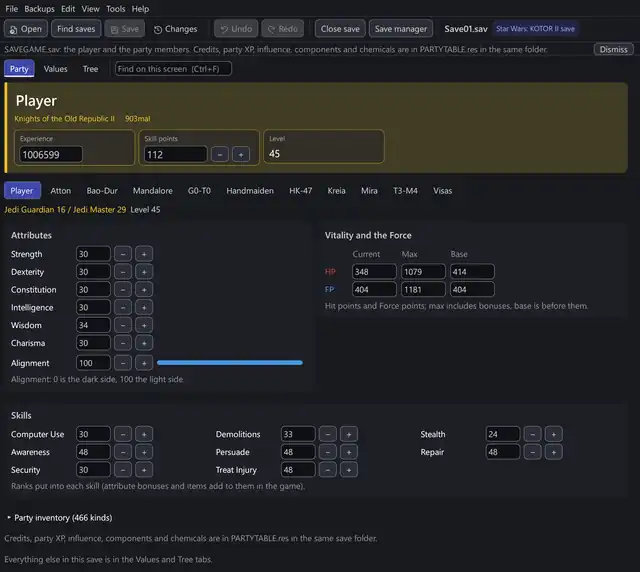 File Backups Edit View Tools Help
Open Find saves Save Changes Undo Redo Close save Save manager Save01.sav Star Wars: KOTOR II save
SAVEGAME.sav: the player and the party members. Credits, party XP, influence, components and chemicals are in PARTYTABLE.res in the same folder. Dismiss
Party Values Tree Find on this screen (Ctrl+F)
Player
Knights of the Old Republic II 903mal
Experience Skill points Level
1006599 112 − + 45
Player Atton Bao-Dur Mandalore G0-T0 Handmaiden HK-47 Kreia Mira T3-M4 Visas
Jedi Guardian 16 / Jedi Master 29 Level 45
Attributes
Strength 30 − +
Dexterity 30 − +
Constitution 30 − +
Intelligence 30 − +
Wisdom 34 − +
Charisma 30 − +
Alignment 100 − +
Alignment: 0 is the dark side, 100 the light side.
Vitality and the Force
Current Max Base
HP 348 1079 414
FP 404 1181 404
Hit points and Force points; max includes bonuses, base is before them.
Skills
Computer Use 30 − + Demolitions 33 − + Stealth 24 − +
Awareness 48 − + Persuade 48 − + Repair 48 − +
Security 30 − + Treat Injury 48 − +
Ranks put into each skill (attribute bonuses and items add to them in the game).
Party inventory (466 kinds)
Credits, party XP, influence, components and chemicals are in PARTYTABLE.res in the same save folder.
Everything else in this save is in the Values and Tree tabs.